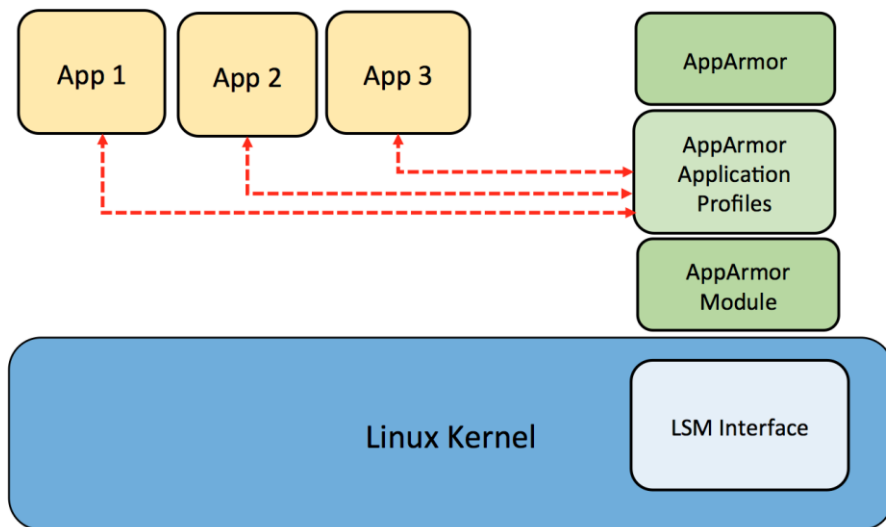 App 1
App 2
App 3
AppArmor
AppArmor
Application
Profiles
AppArmor
Module
Linux Kernel
LSM Interface